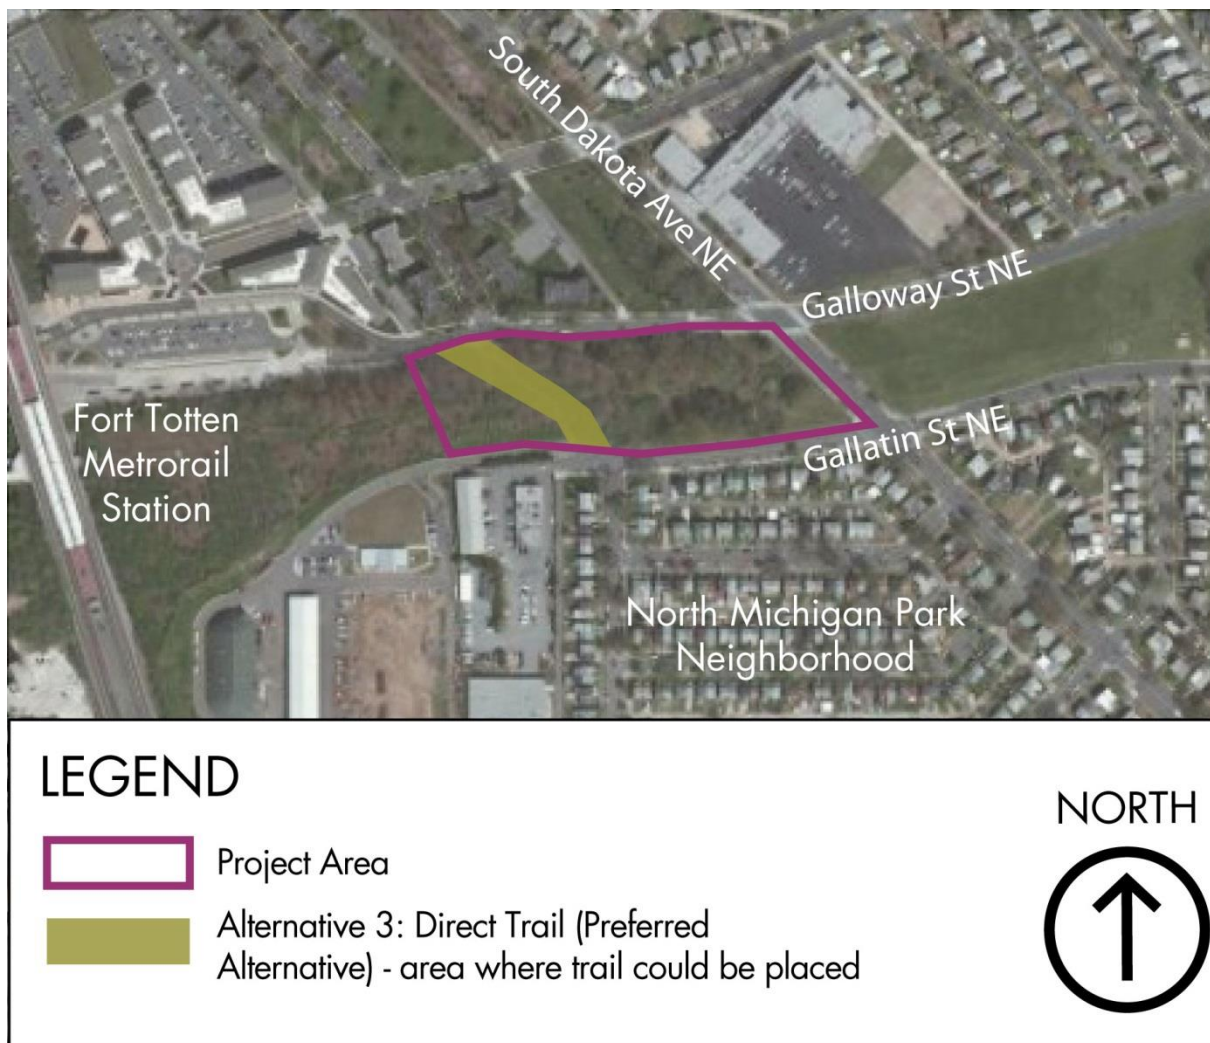 South Dakota Ave NE
Galloway St NE
Gallatin St NE
Fort Totten
Metrorail
Station
North Michigan Park
Neighborhood
LEGEND
Project Area
Alternative 3: Direct Trail (Preferred
Alternative) - area where trail could be placed
NORTH